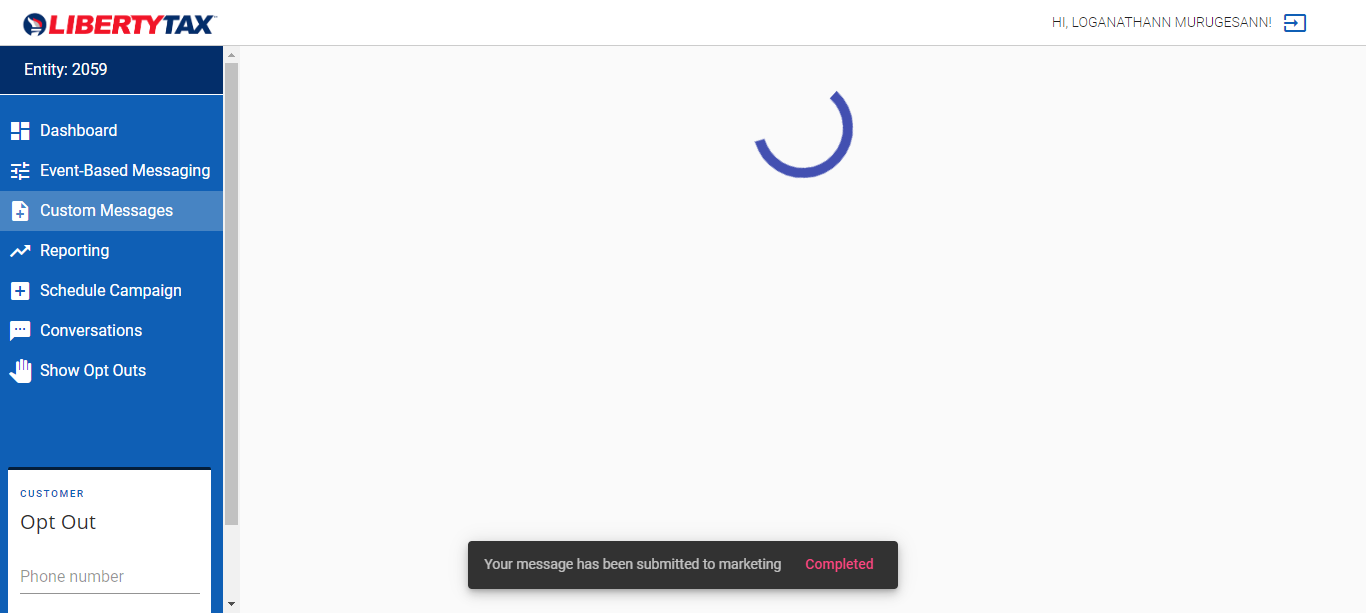 LIBERTYTAX
HI, LOGANATHANN MURUGESANN!
Entity: 2059
Dashboard
Event-Based Messaging
Custom Messages
Reporting
Schedule Campaign
Conversations
Show Opt Outs
CUSTOMER
Opt Out
Phone number
Your message has been submitted to marketing Completed